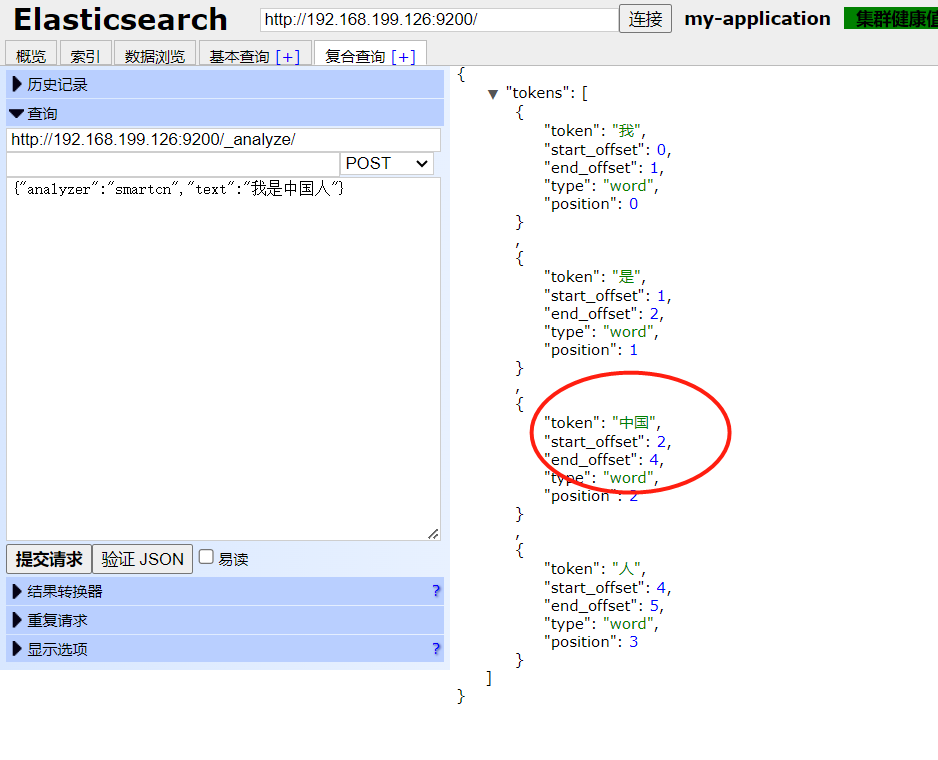 Elasticsearch http://192.168.199.126:9200/ 连接 my-application 集群健康值
概览 索引 数据浏览 基本查询 [+] 复合查询 [+]
历史记录
查询
http://192.168.199.126:9200/_analyze/
POST
{"analyzer":"smartcn","text":"我是中国人"}
提交请求 验证 JSON 易读
结果转换器 ?
重复请求
显示选项 ?
{
▼ "tokens": [
{
"token": "我",
"start_offset": 0,
"end_offset": 1,
"type": "word",
"position": 0
}
,
{
"token": "是",
"start_offset": 1,
"end_offset": 2,
"type": "word",
"position": 1
}
,
{
"token": "中国",
"start_offset": 2,
"end_offset": 4,
"type": "word",
"position": 2
}
,
{
"token": "人",
"start_offset": 4,
"end_offset": 5,
"type": "word",
"position": 3
}
]
}